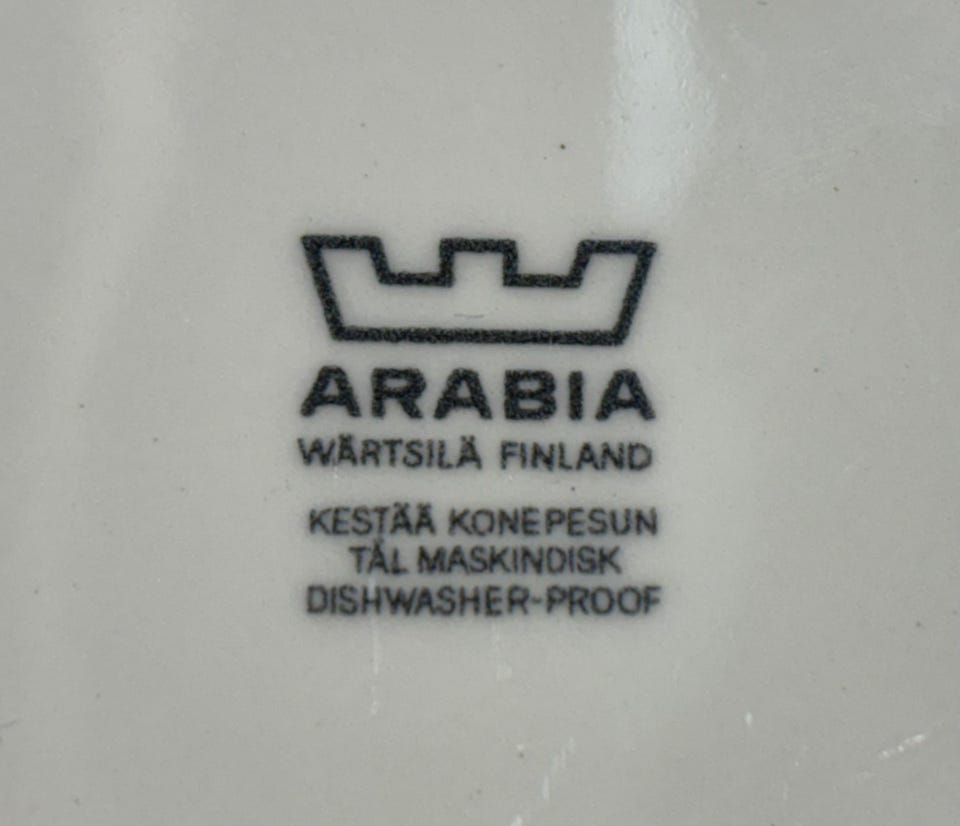 ARABIA
WÄRTSILÄ FINLAND
KESTÄÄ KONEPESUN
TÅL MASKINDISK
DISHWASHER-PROOF